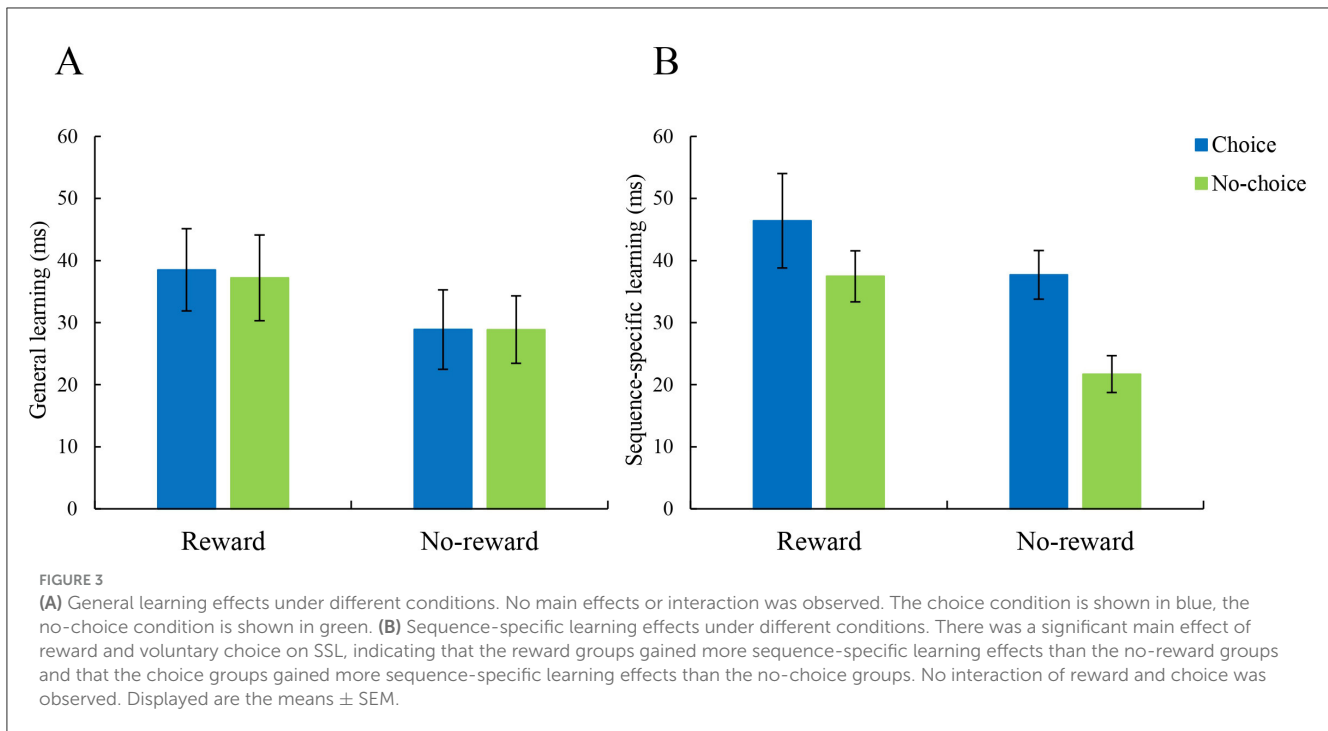 A
B
60
50
40
30
20
10
0
General learning (ms)
Reward
No-reward
60
50
40
30
20
10
0
Sequence-specific learning (ms)
Reward
No-reward
Choice
No-choice
FIGURE 3
(A) General learning effects under different conditions. No main effects or interaction was observed. The choice condition is shown in blue, the
no-choice condition is shown in green. (B) Sequence-specific learning effects under different conditions. There was a significant main effect of
reward and voluntary choice on SSL, indicating that the reward groups gained more sequence-specific learning effects than the no-reward groups
and that the choice groups gained more sequence-specific learning effects than the no-choice groups. No interaction of reward and choice was
observed. Displayed are the means ± SEM.